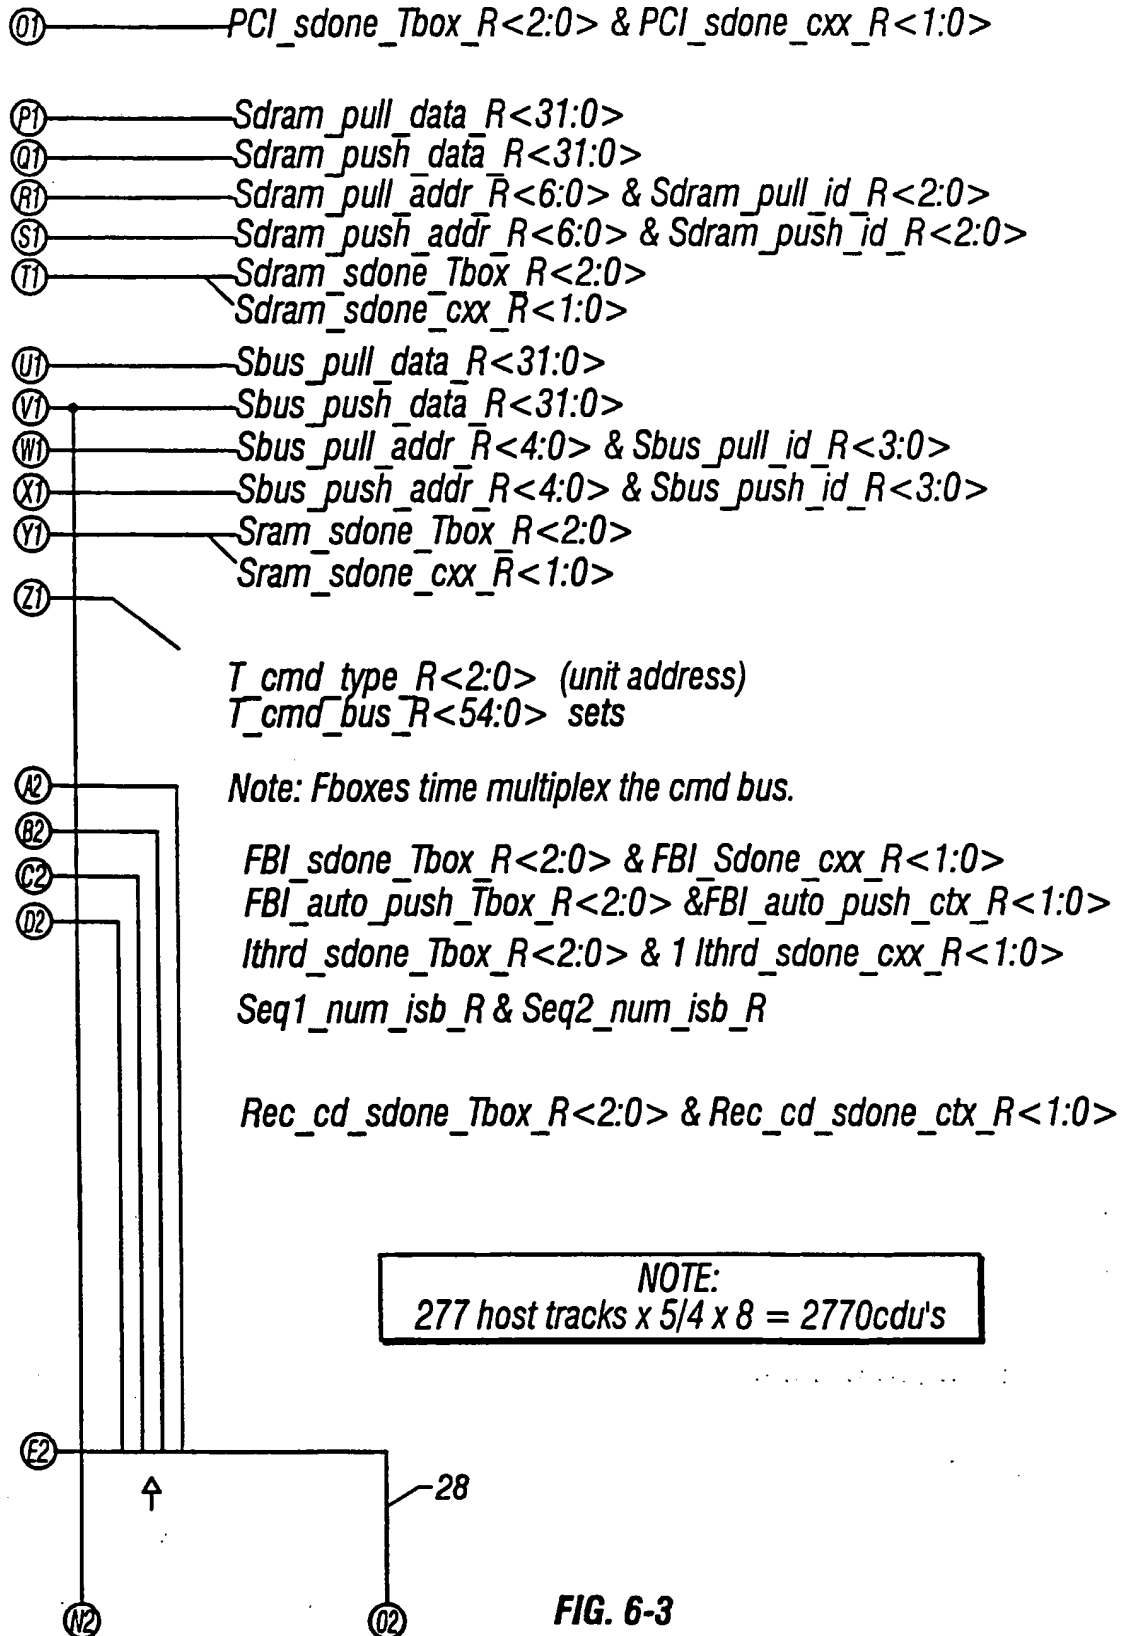 O1 PCI_sdone_Tbox_R<2:0> & PCI_sdone_cxx_R<1:0>
P1 Sdram_pull_data_R<31:0>
Q1 Sdram_push_data_R<31:0>
R1 Sdram_pull_addr_R<6:0> & Sdram_pull_id_R<2:0>
S1 Sdram_push_addr_R<6:0> & Sdram_push_id_R<2:0>
T1 Sdram_sdone_Tbox_R<2:0>
Sdram_sdone_cxx_R<1:0>
U1 Sbus_pull_data_R<31:0>
V1 Sbus_push_data_R<31:0>
W1 Sbus_pull_addr_R<4:0> & Sbus_pull_id_R<3:0>
X1 Sbus_push_addr_R<4:0> & Sbus_push_id_R<3:0>
Y1 Sram_sdone_Tbox_R<2:0>
Sram_sdone_cxx_R<1:0>
Z1
T_cmd_type_R<2:0> (unit address)
T_cmd_bus_R<54:0> sets
A2 Note: Fboxes time multiplex the cmd bus.
B2
FBI_sdone_Tbox_R<2:0> & FBI_Sdone_cxx_R<1:0>
C2
FBI_auto_push_Tbox_R<2:0> &FBI_auto_push_ctx_R<1:0>
D2
Ithrd_sdone_Tbox_R<2:0> & 1 Ithrd_sdone_cxx_R<1:0>
Seq1_num_isb_R & Seq2_num_isb_R
Rec_cd_sdone_Tbox_R<2:0> & Rec_cd_sdone_ctx_R<1:0>
NOTE:
277 host tracks x 5/4 x 8 = 2770cdu's
E2
28
N2 O2 FIG. 6-3